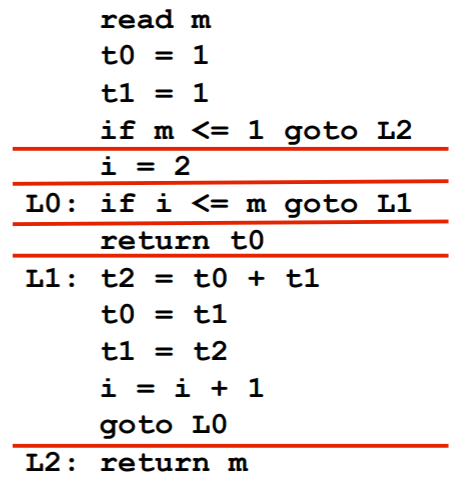 read m
t0 = 1
t1 = 1
if m <= 1 goto L2
i = 2
L0: if i <= m goto L1
return t0
L1: t2 = t0 + t1
t0 = t1
t1 = t2
i = i + 1
goto L0
L2: return m